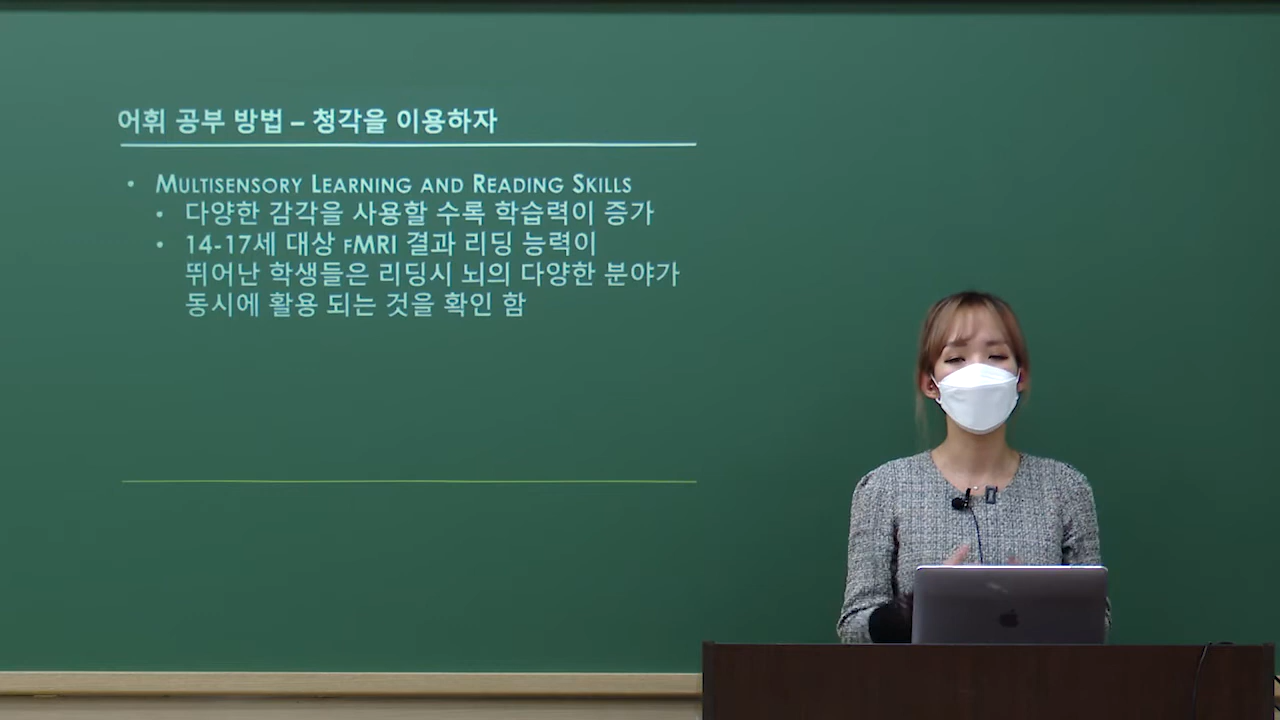 어휘 공부 방법 – 청각을 이용하자
• MULTISENSORY LEARNING AND READING SKILLS
• 다양한 감각을 사용할 수록 학습력이 증가
• 14-17세 대상 FMRI 결과 리딩 능력이
뛰어난 학생들은 리딩시 뇌의 다양한 분야가
동시에 활용 되는 것을 확인 함